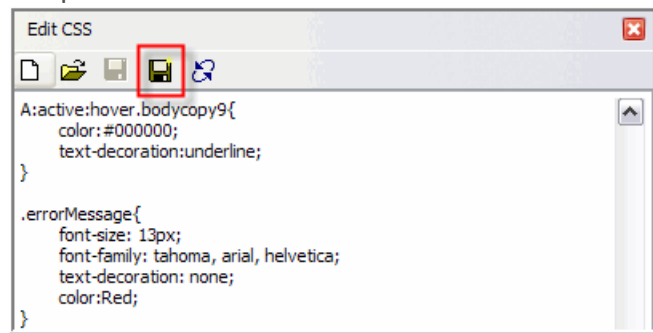 Edit CSS
A:active:hover.bodycopy9{
color:#000000;
text-decoration:underline;
}
.errorMessage{
font-size: 13px;
font-family: tahoma, arial, helvetica;
text-decoration: none;
color:Red;
}